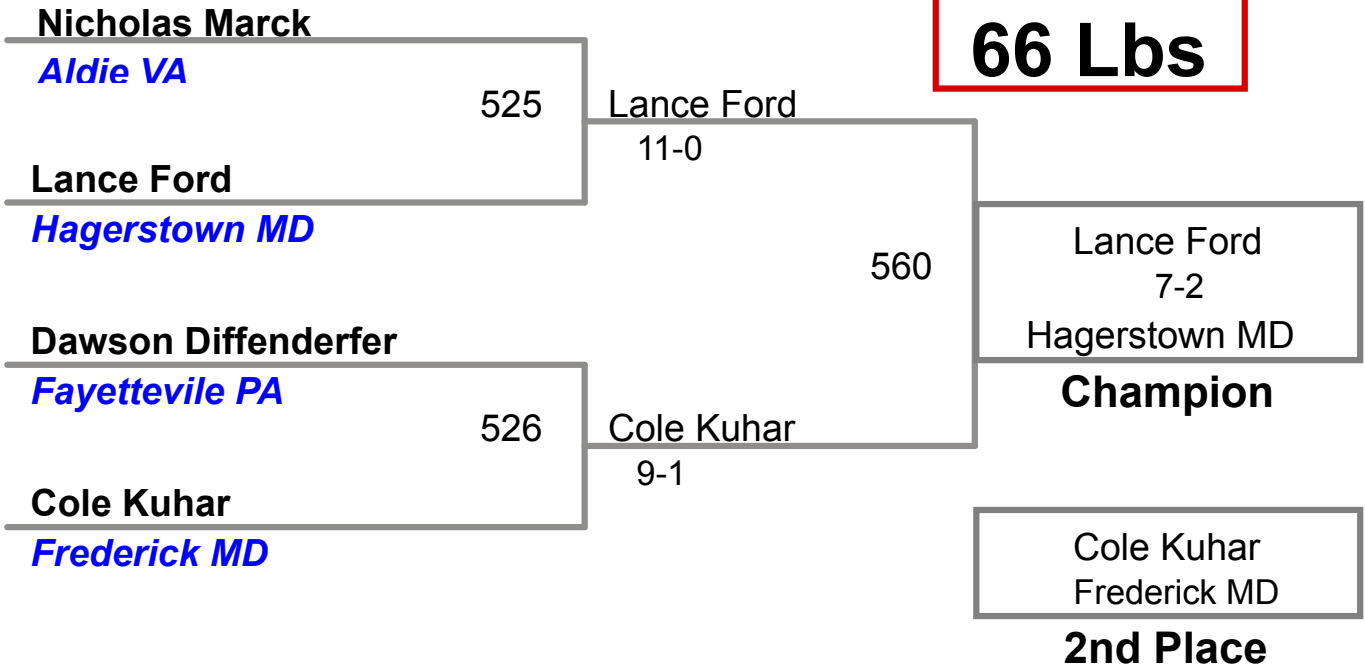 Nicholas Marck
66 Lbs
Aldie VA
525
Lance Ford
11-0
Lance Ford
Hagerstown MD
Lance Ford
560
7-2
Hagerstown MD
Dawson Diffenderfer
Fayettevile PA
Champion
526
Cole Kuhar
9-1
Cole Kuhar
Frederick MD
Cole Kuhar
Frederick MD
2nd Place